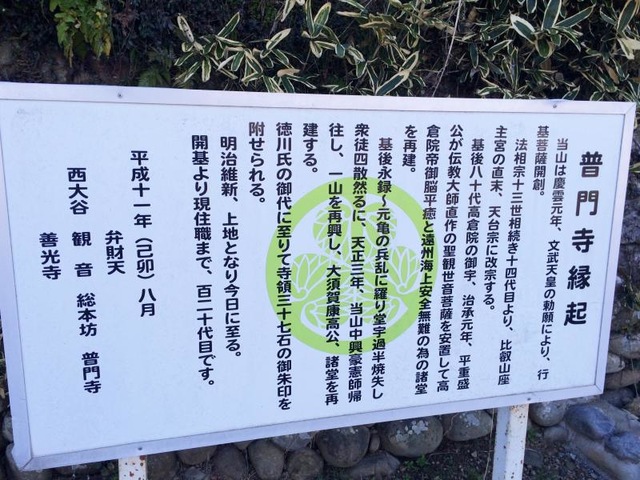 普門寺縁起
当山は慶雲元年、文武天皇の勅願により、行
基菩薩開創。
法相宗十三世相続き十四代目より、比叡山座
主宮の直末、天台宗に改宗する。
基後八十代高倉院の御宇、治承元年、平重盛
公が伝教大師直作の聖観世音菩薩を安置して高
倉院帝御脳平癒と遠州海上安全無難の為の諸堂
を再建。
基後永録～元亀の兵乱に羅り堂宇過半焼失し
衆徒四散然るに、天正三年、当山中興豪憲師帰
往し、一山を再興し、大須賀康高公、諸堂を再
建する。
徳川氏の御代に至りて寺領三十七石の御朱印を
附せられる。
明治維新、上地となり今日に至る。
開基より現住職まで、百二十代目です。
平成十一年（己卯）八月
弁財天
西大谷 観音 総本坊 普門寺
善光寺